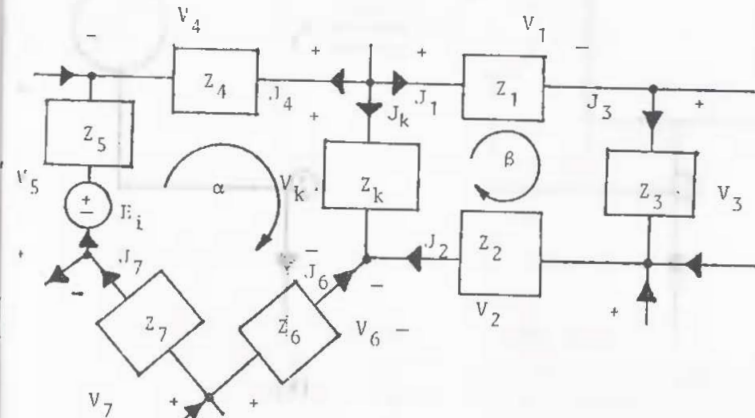 V4 V1
- + + -
Z4 Z1
J4 J1 J3 +
Z5 + Jk
β
V5 α Vk Zk Z3 V3
+ - Ei
- J2 Z2
+ J7 J6 -
- V2
Z7 Z6 V6 - +
V7 + +